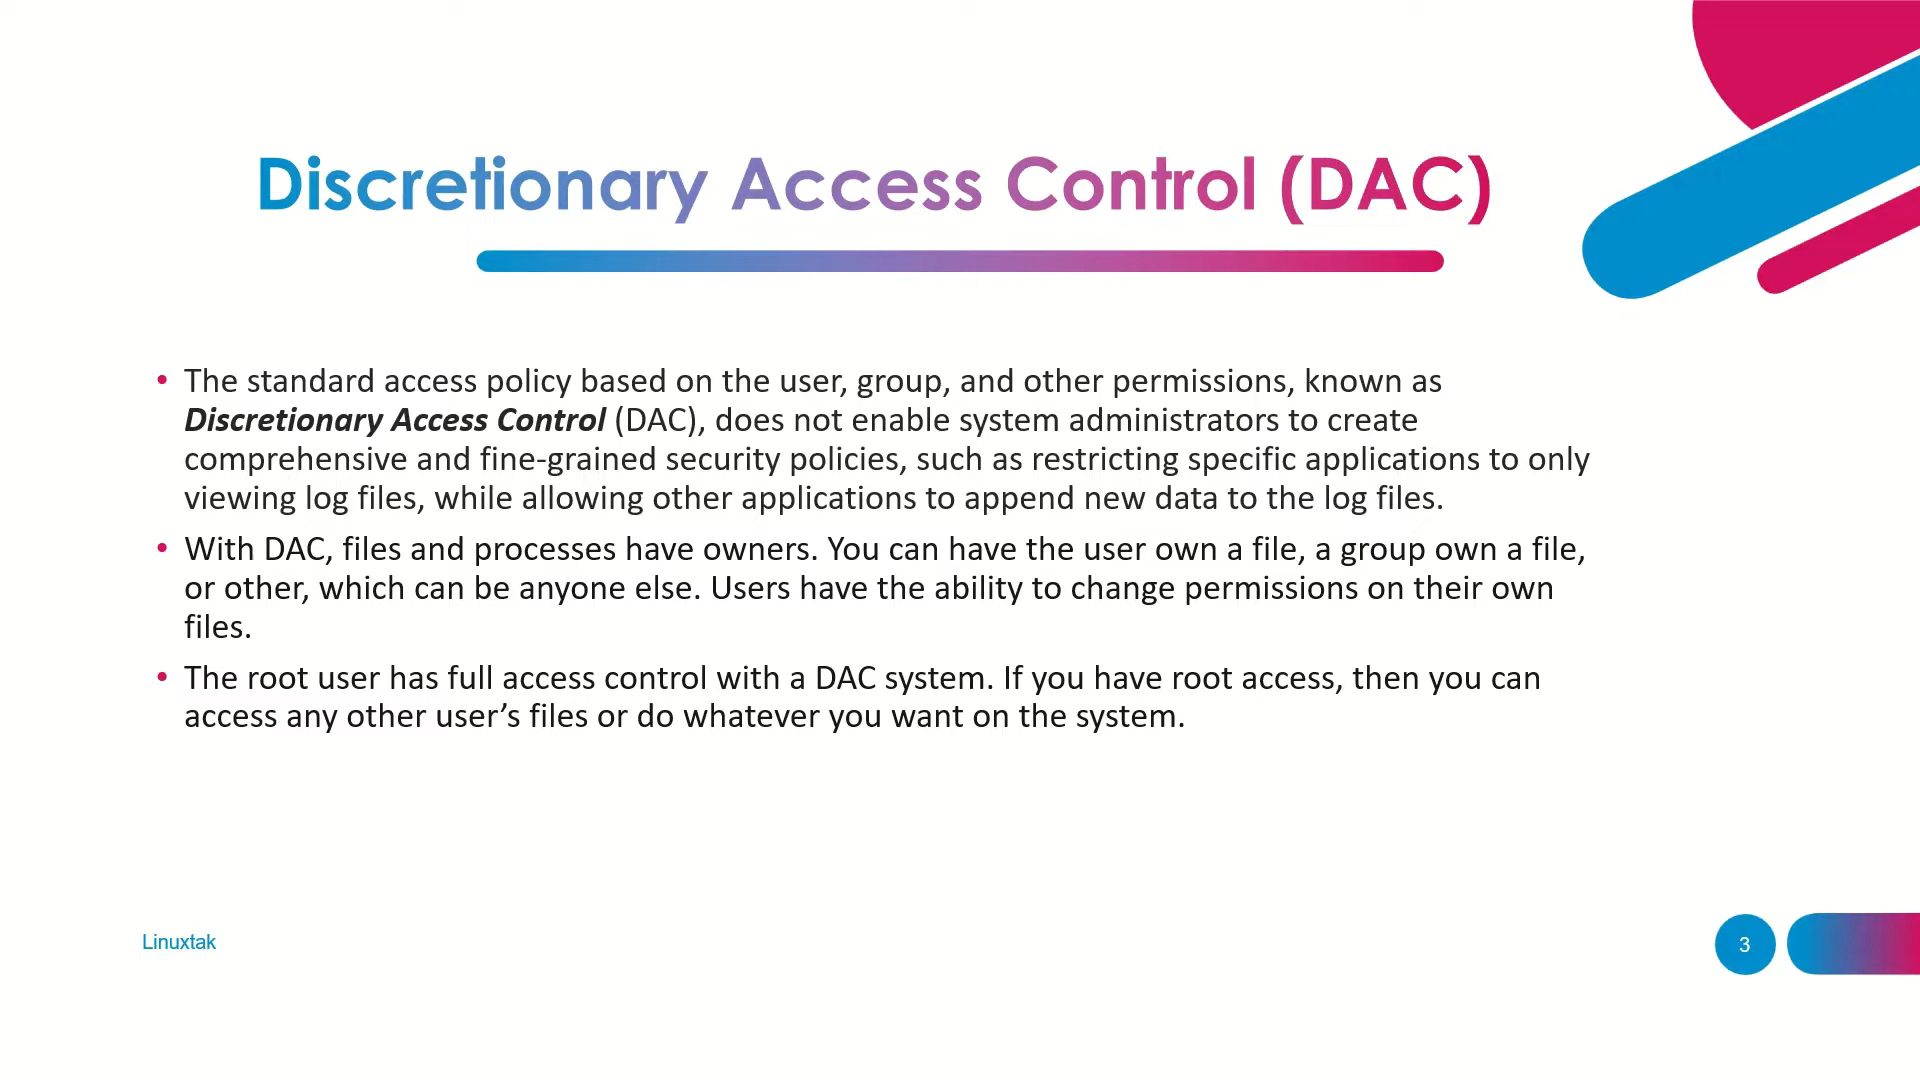 Discretionary Access Control (DAC)
• The standard access policy based on the user, group, and other permissions, known as
Discretionary Access Control (DAC), does not enable system administrators to create
comprehensive and fine-grained security policies, such as restricting specific applications to only
viewing log files, while allowing other applications to append new data to the log files.
• With DAC, files and processes have owners. You can have the user own a file, a group own a file,
or other, which can be anyone else. Users have the ability to change permissions on their own
files.
• The root user has full access control with a DAC system. If you have root access, then you can
access any other user’s files or do whatever you want on the system.
Linuxtak
3